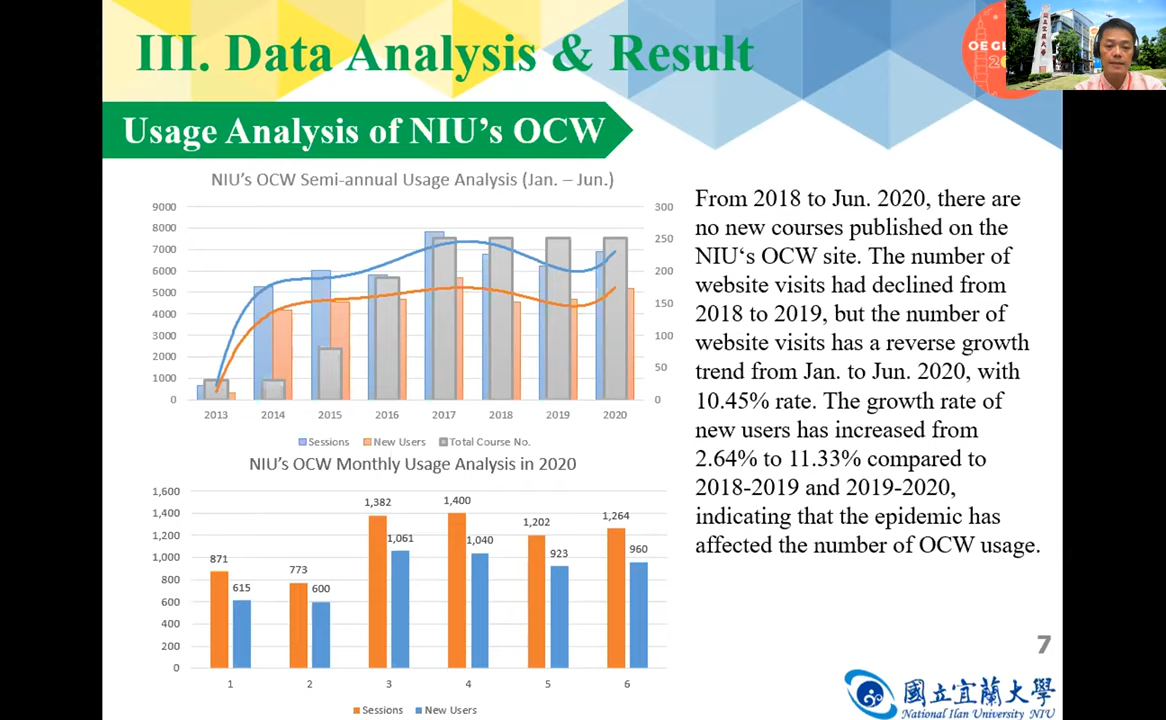 III. Data Analysis & Result
OE GL
2
國立宜蘭大學
Usage Analysis of NIU's OCW
NIU's OCW Semi-annual Usage Analysis (Jan. – Jun.)
9000
8000
7000
6000
5000
4000
3000
2000
1000
0
300
250
200
150
100
50
0
2013 2014 2015 2016 2017 2018 2019 2020
Sessions New Users Total Course No.
NIU's OCW Monthly Usage Analysis in 2020
1,600
1,400
1,200
1,000
800
600
400
200
0
871 773 1,382 1,400 1,202 1,264
615 600 1,061 1,040 923 960
1 2 3 4 5 6
Sessions New Users
From 2018 to Jun. 2020, there are
no new courses published on the
NIU‘s OCW site. The number of
website visits had declined from
2018 to 2019, but the number of
website visits has a reverse growth
trend from Jan. to Jun. 2020, with
10.45% rate. The growth rate of
new users has increased from
2.64% to 11.33% compared to
2018-2019 and 2019-2020,
indicating that the epidemic has
affected the number of OCW usage.
7
國立宜蘭大學
National Ilan University NIU